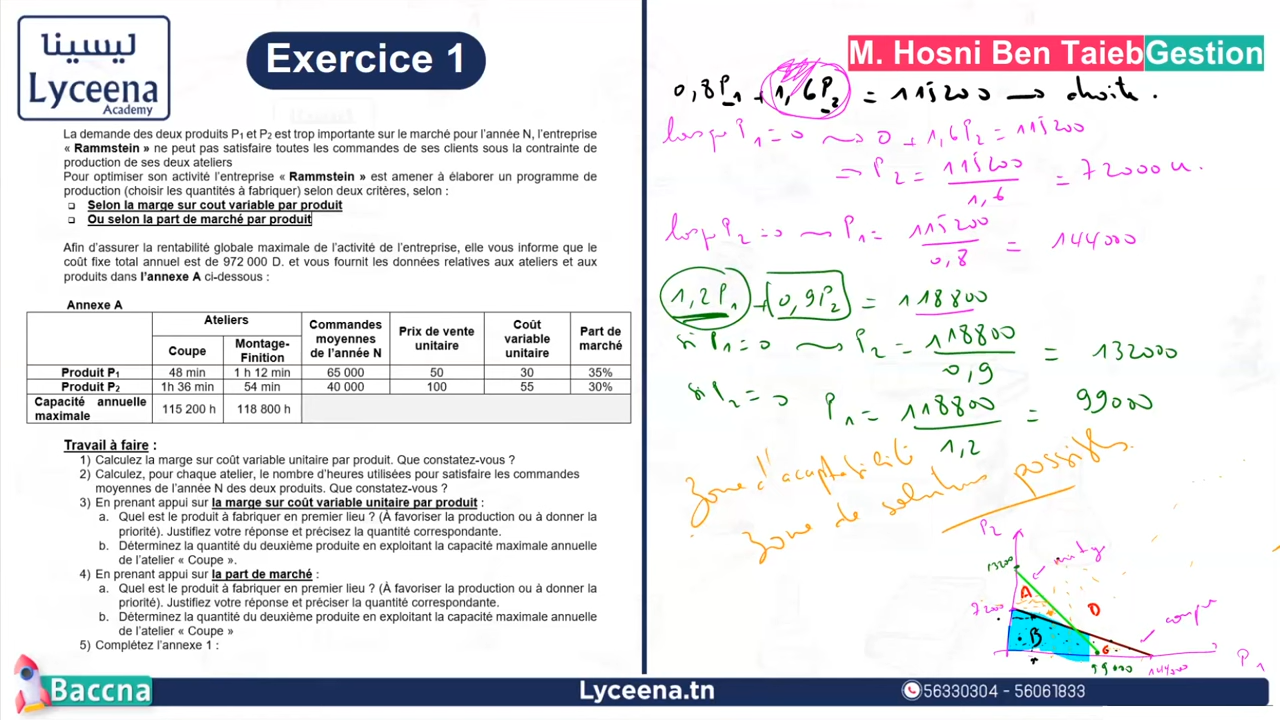 ليسينا
Lyceena
Academy
Exercice 1
La demande des deux produits P1 et P2 est trop importante sur le marché pour l'année N, l'entreprise
« Rammstein » ne peut pas satisfaire toutes les commandes de ses clients sous la contrainte de
production de ses deux ateliers
Pour optimiser son activité l'entreprise « Rammstein » est amener à élaborer un programme de
production (choisir les quantités à fabriquer) selon deux critères, selon :
❑ Selon la marge sur cout variable par produit
❑ Ou selon la part de marché par produit
Afin d'assurer la rentabilité globale maximale de l'activité de l'entreprise, elle vous informe que le
coût fixe total annuel est de 972 000 D. et vous fournit les données relatives aux ateliers et aux
produits dans l'annexe A ci-dessous :
Annexe A
Ateliers Commandes moyennes de l'année N Prix de vente unitaire Coût variable unitaire Part de marché
Coupe Montage-Finition
Produit P1 48 min 1 h 12 min 65 000 50 30 35%
Produit P2 1h 36 min 54 min 40 000 100 55 30%
Capacité annuelle maximale 115 200 h 118 800 h
Travail à faire :
1) Calculez la marge sur coût variable unitaire par produit. Que constatez-vous ?
2) Calculez, pour chaque atelier, le nombre d'heures utilisées pour satisfaire les commandes
moyennes de l'année N des deux produits. Que constatez-vous ?
3) En prenant appui sur la marge sur coût variable unitaire par produit :
a. Quel est le produit à fabriquer en premier lieu ? (À favoriser la production ou à donner la
priorité). Justifiez votre réponse et précisez la quantité correspondante.
b. Déterminez la quantité du deuxième produite en exploitant la capacité maximale annuelle
de l'atelier « Coupe ».
4) En prenant appui sur la part de marché :
a. Quel est le produit à fabriquer en premier lieu ? (À favoriser la production ou à donner la
priorité). Justifiez votre réponse et préciser la quantité correspondante.
b. Déterminez la quantité du deuxième produite en exploitant la capacité maximale annuelle
de l'atelier « Coupe »
5) Complétez l'annexe 1 :
Baccna
M. Hosni Ben Taieb Gestion
0,8P1 + 1,6P2 = 115200 → droite.
lorsque P1 = 0 → 0 + 1,6P2 = 115200
→ P2 = 115200 / 1,6 = 72000 u.
lorsque P2 = 0 → P1 = 115200 / 0,8 = 144000
1,2P1 + 0,9P2 = 118800
si P1 = 0 → P2 = 118800 / 0,9 = 132000
si P2 = 0 P1 = 118800 / 1,2 = 99000
Zone d'acceptabilité
Zone de solutions possibles
P2
montage
A
72000
D
coupe
B
C
99000
144000
P1
Lyceena.tn
56330304 - 56061833